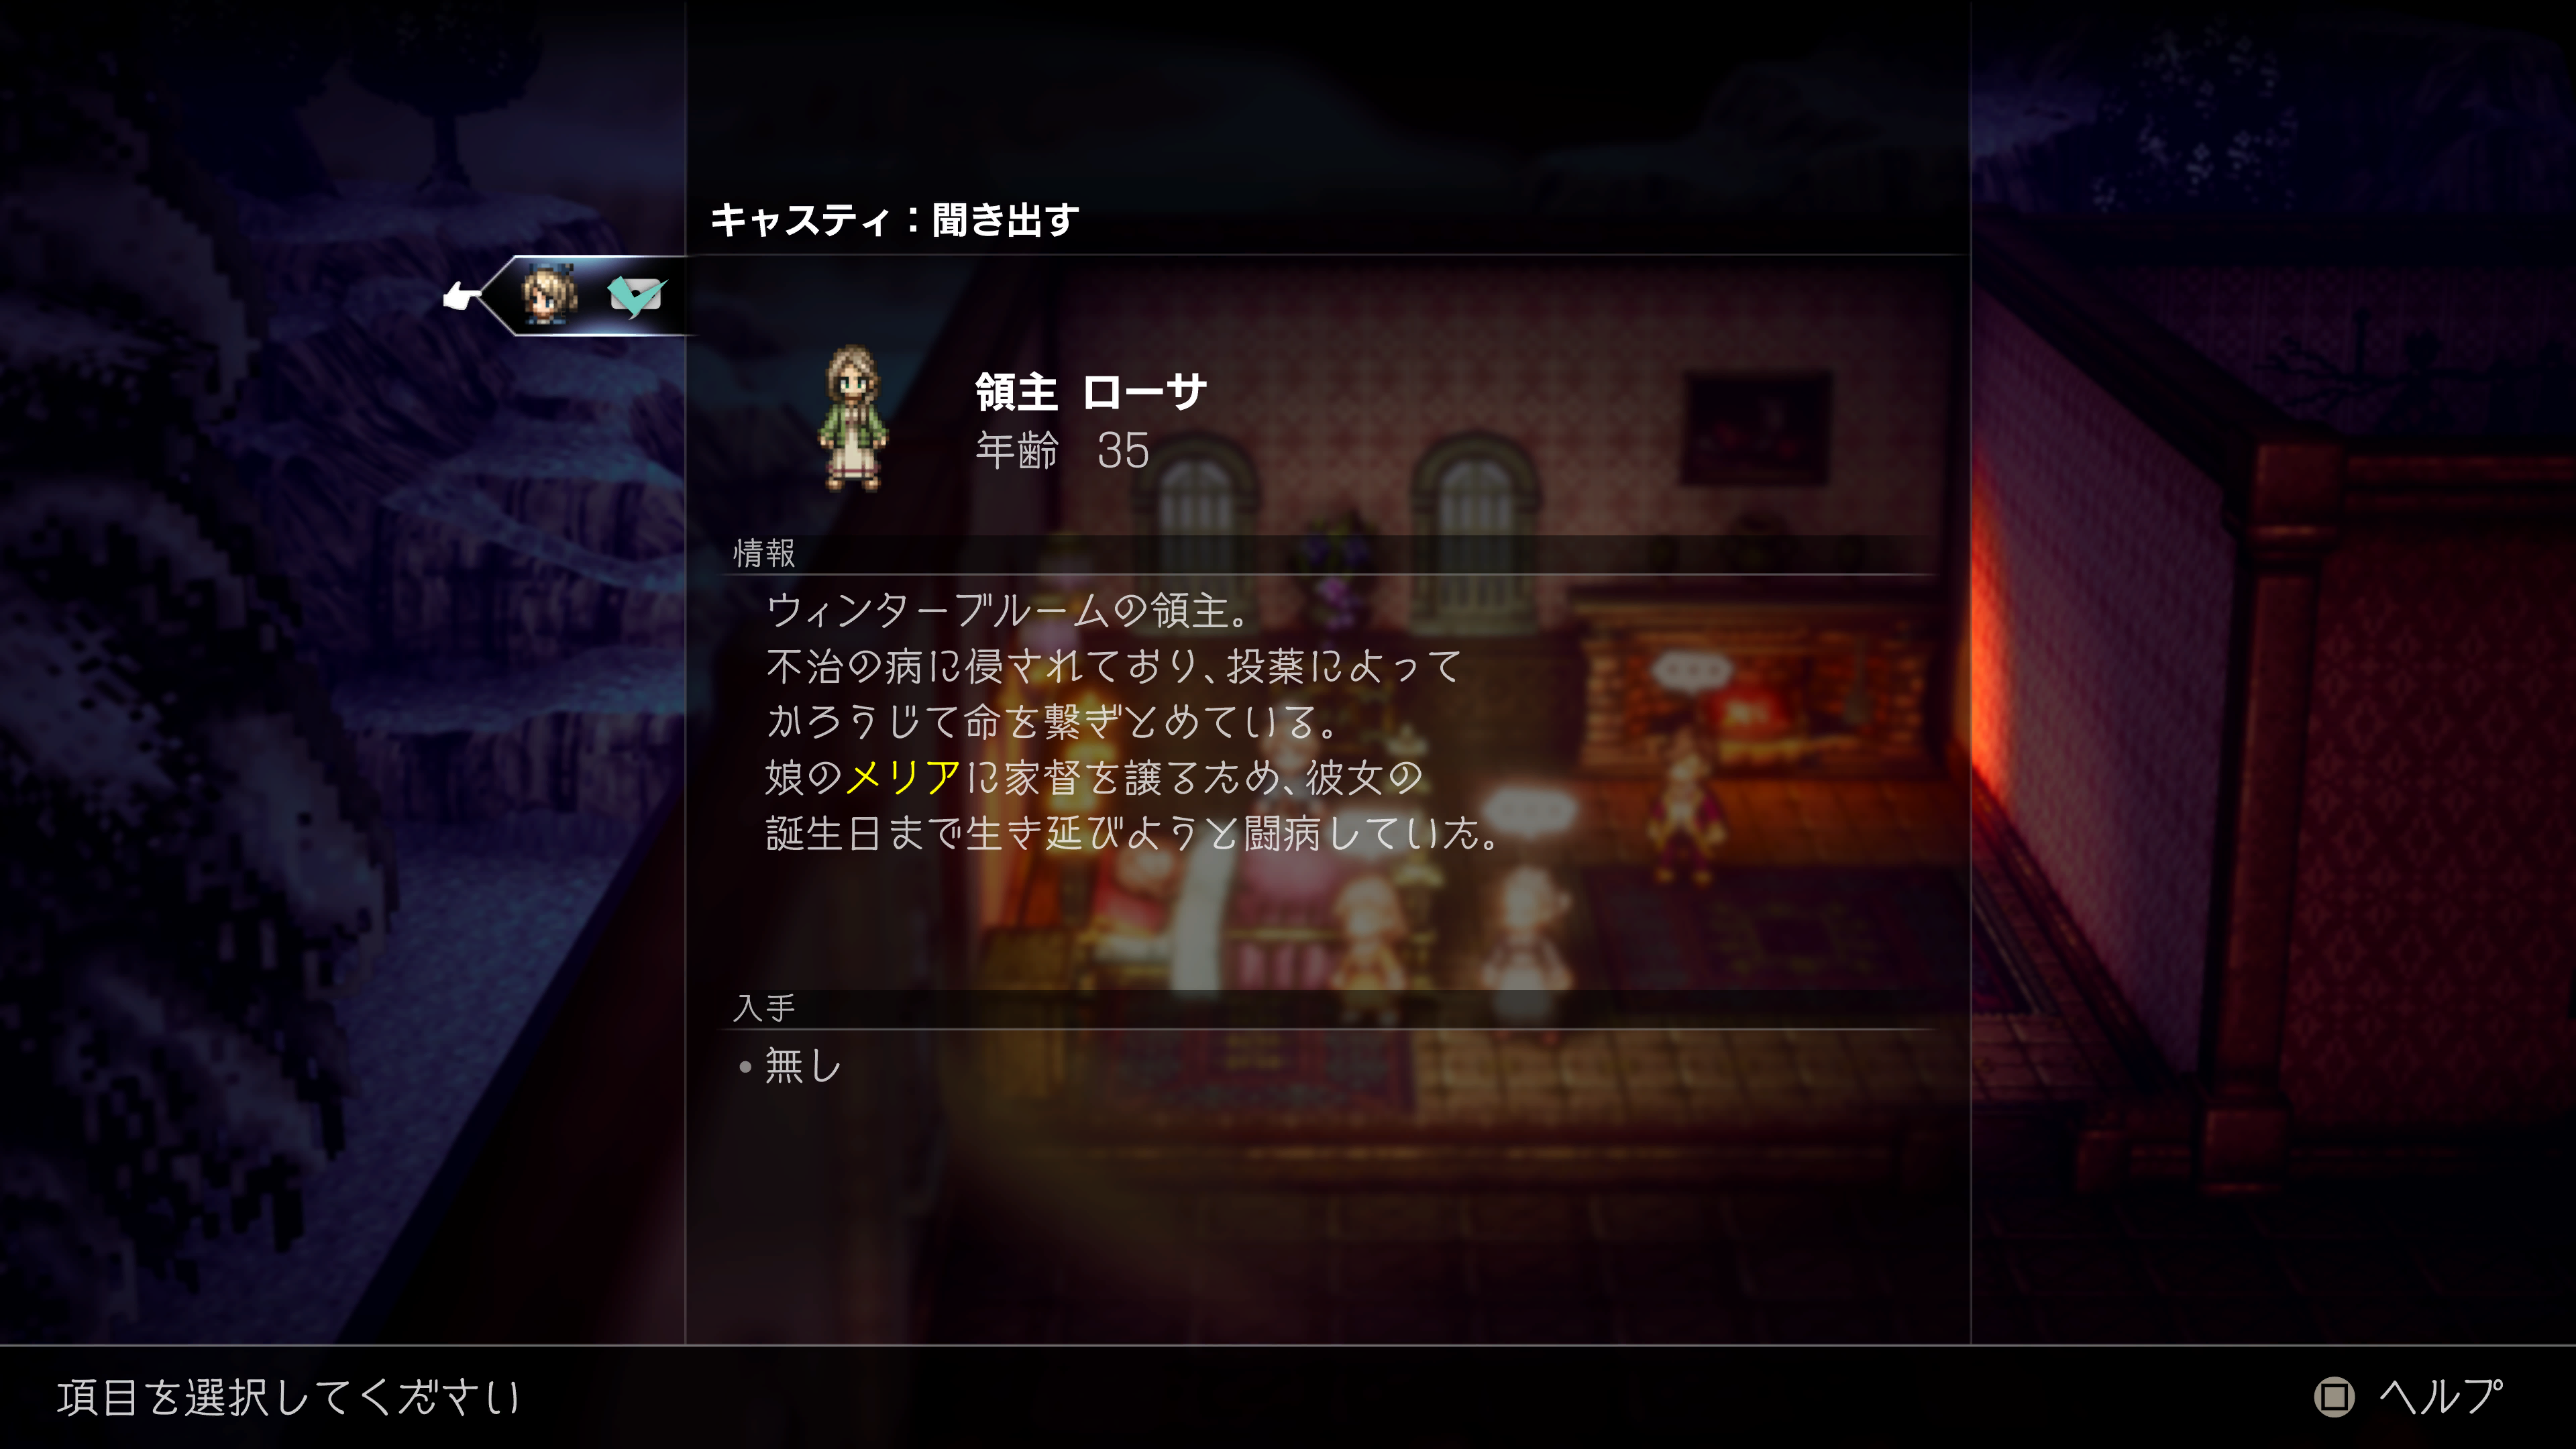 キャスティ：聞き出す
領主 ローサ
年齢 35
情報
ウィンターブルームの領主。
不治の病に侵されており、投薬によって
かろうじて命を繋ぎとめている。
娘のメリアに家督を譲るため、彼女の
誕生日まで生き延びようと闘病していた。
入手
• 無し
項目を選択してください
ヘルプ